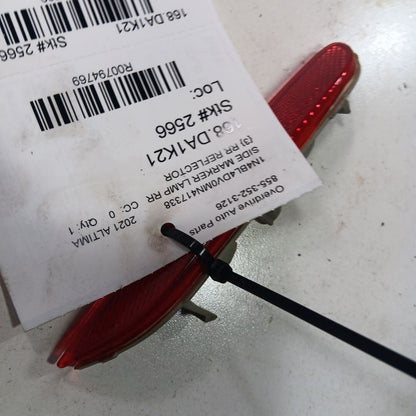 Overdrive Auto Parts
855-352-3126
1N4BL4DV0MN417338
SIDE MARKER LAMP RR
(3) RR REFLECTOR
2021 ALTIMA
CC: 0 Qty: 1
168.DA1K21
Stk# 2566
Loc:
R00794769
168.DA1K21
Stk# 2566